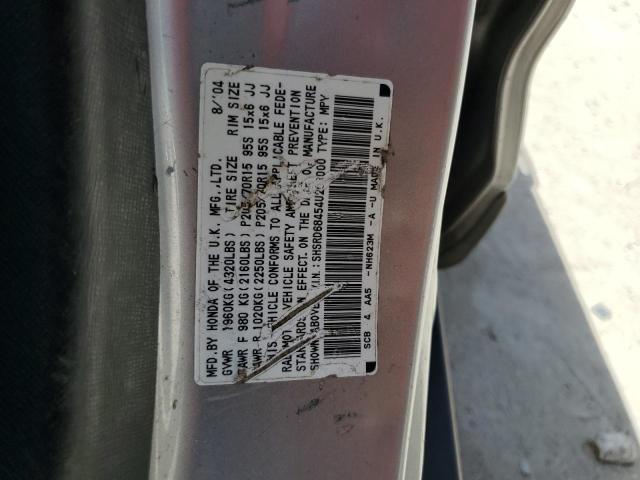 MFD.BY HONDA OF THE U.K. MFG.,LTD. 8/'04
GVWR 1960KG(4320LBS) TIRE SIZE RIM SIZE
GAWR F 980 KG(2160LBS) P205/70R15 95S 15x6 JJ
GAWR R 1020KG(2250LBS) P205/70R15 95S 15x6 JJ
THIS VEHICLE CONFORMS TO ALL APPLICABLE FEDE-
RAL MOTOR VEHICLE SAFETY AND THEFT PREVENTION
STANDARDS IN EFFECT ON THE DATE OF MANUFACTURE
SHOWN ABOVE. V.I.N.: TYPE: MPV
SCB 4 AA5 -NH623M -A -U MADE IN U.K.